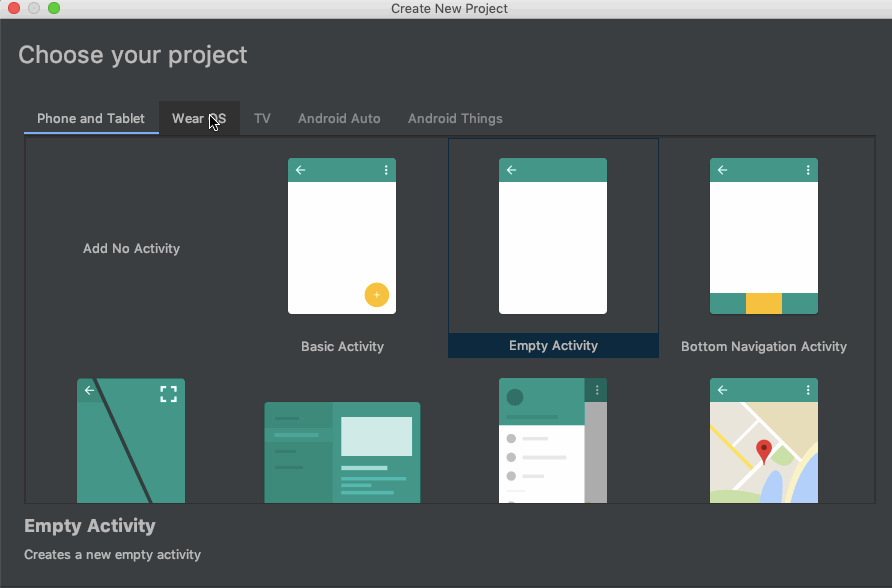 Create New Project
Choose your project
Phone and Tablet
Wear OS
TV
Android Auto
Android Things
Add No Activity
Basic Activity
Empty Activity
Bottom Navigation Activity
Empty Activity
Creates a new empty activity